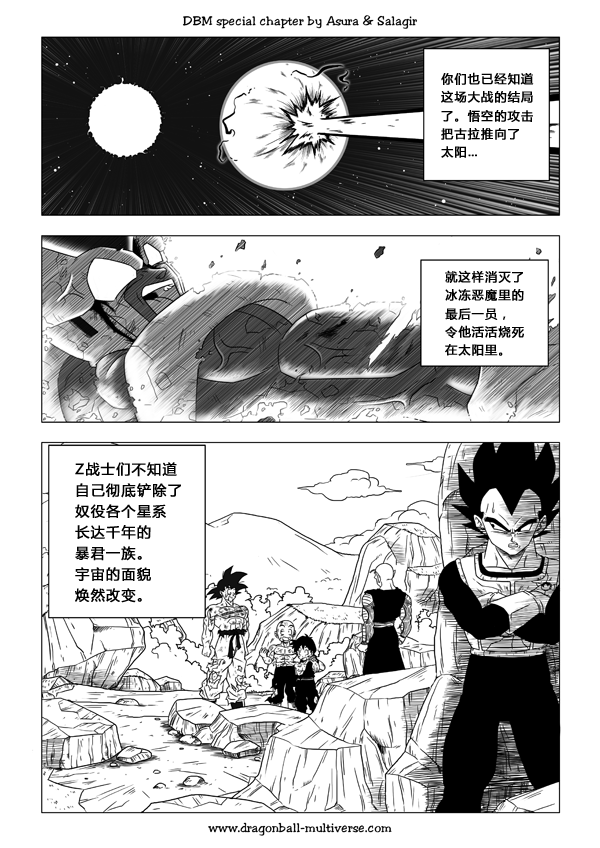 DBM special chapter by Asura & Salagir
你们也已经知道
这场大战的结局
了。悟空的攻击
把古拉推向了
太阳...
就这样消灭了
冰冻恶魔里的
最后一员，
令他活活烧死
在太阳里。
Z战士们不知道
自己彻底铲除了
奴役各个星系
长达千年的
暴君一族。
宇宙的面貌
焕然改变。
www.dragonball-multiverse.com